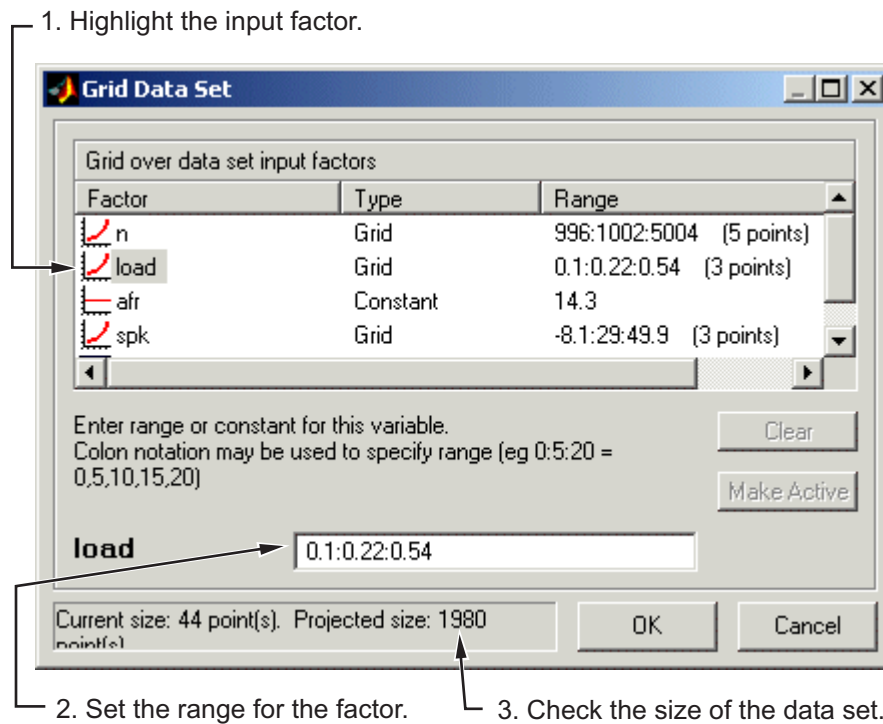 1. Highlight the input factor.
Grid Data Set
Grid over data set input factors
Factor Type Range
n Grid 996:1002:5004 (5 points)
load Grid 0.1:0.22:0.54 (3 points)
afr Constant 14.3
spk Grid -8.1:29:49.9 (3 points)
Enter range or constant for this variable.
Colon notation may be used to specify range (eg 0:5:20 =
0,5,10,15,20)
Clear
Make Active
load 0.1:0.22:0.54
Current size: 44 point(s). Projected size: 1980
point(s)
OK Cancel
2. Set the range for the factor.
3. Check the size of the data set.